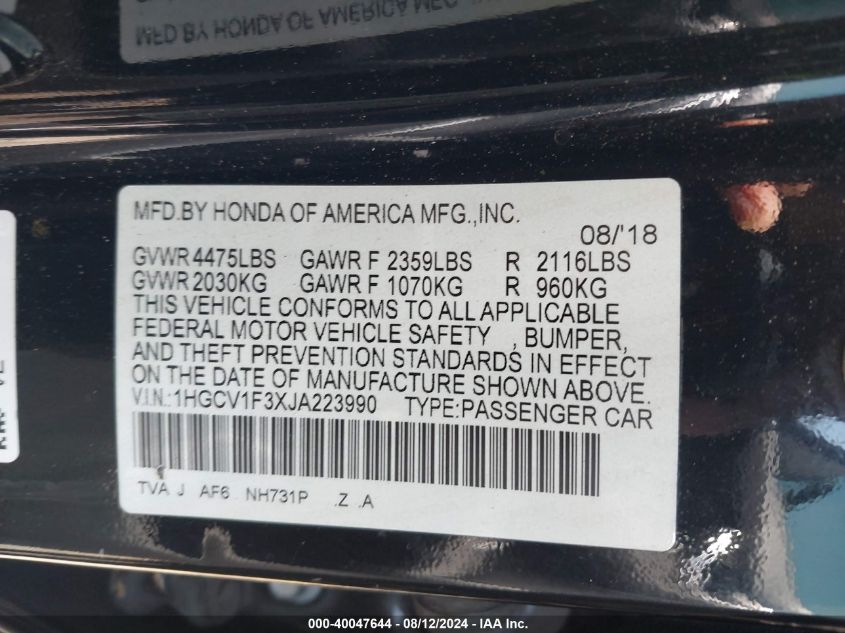 MFD BY HONDA OF AMERICA MFG
MFD.BY HONDA OF AMERICA MFG.,INC.
08/'18
GVWR 4475LBS GAWR F 2359LBS R 2116LBS
GVWR 2030KG GAWR F 1070KG R 960KG
THIS VEHICLE CONFORMS TO ALL APPLICABLE
FEDERAL MOTOR VEHICLE SAFETY , BUMPER,
AND THEFT PREVENTION STANDARDS IN EFFECT
ON THE DATE OF MANUFACTURE SHOWN ABOVE.
V.I.N.:1HGCV1F3XJA223990 TYPE:PASSENGER CAR
TVA J AF6 NH731P .Z .A
000-40047644 - 08/12/2024 - IAA Inc.